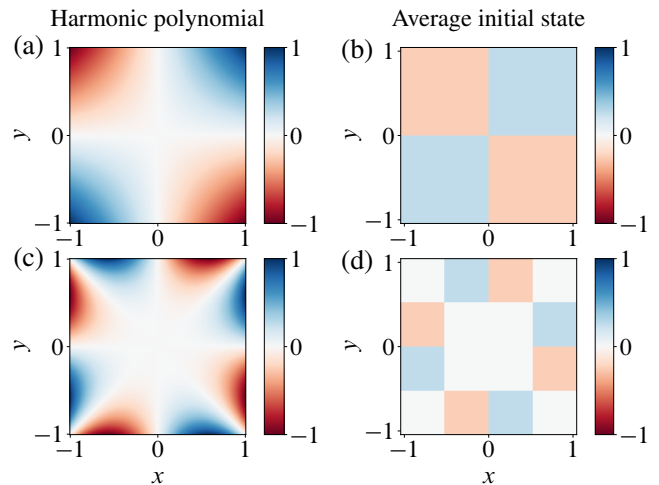 Harmonic polynomial Average initial state
(a) (b)
1 1 1 1
y 0 0 y 0 0
−1 −1 −1 −1
−1 0 1 −1 0 1
(c) (d)
1 1 1 1
y 0 0 y 0 0
−1 −1 −1 −1
−1 0 1 −1 0 1
x x